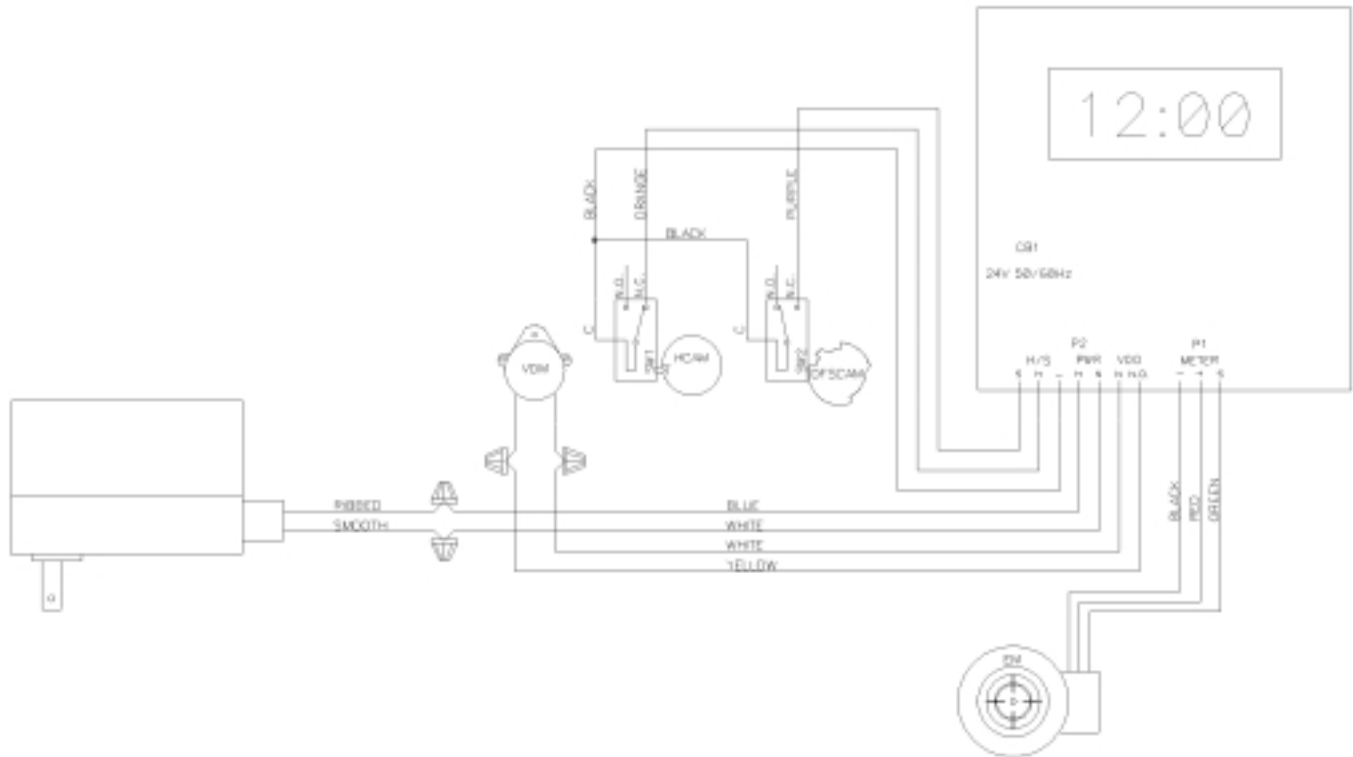 12:00
BLACK
ORANGE
PURPLE
BLACK
CB1
24V 50/60Hz
N.O.
N.C.
N.O.
N.C.
C
C
SW1
SW2
HCAM
DFSCAM
VDM
P2
P1
H/S
PWR
VDO
METER
S
H
-
H
N
N
N.O.
-
+
S
RIBBED
SMOOTH
BLUE
WHITE
WHITE
YELLOW
BLACK
RED
GREEN
EM